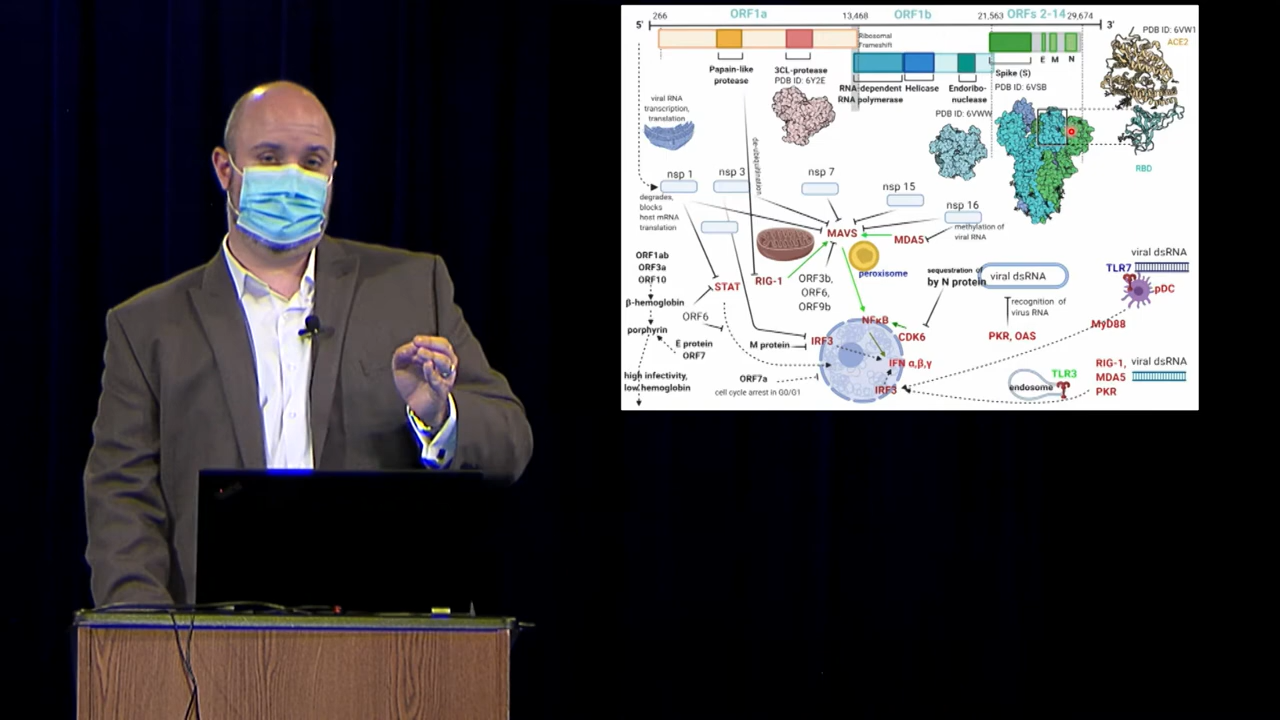 266
ORF1a
13,468
ORF1b
21,563
ORFs 2-14
29,674
5'
3'
PDB ID: 6VW1
ACE2
Ribosomal
Frameshift
Papain-like
protease
3CL-protease
PDB ID: 6Y2E
RNA-dependent
RNA polymerase
Helicase
Endoribo-
nuclease
PDB ID: 6VWW
Spike (S)
PDB ID: 6VSB
E M N
RBD
viral RNA
transcription,
translation
deubiquitination
nsp 1
nsp 3
nsp 7
nsp 15
nsp 16
degrades,
blocks
host mRNA
translation
methylation of
viral RNA
MAVS
MDA5
peroxisome
ORF1ab
ORF3a
ORF10
β-hemoglobin
porphyrin
high infectivity,
low hemoglobin
STAT
RIG-1
ORF3b,
ORF6,
ORF9b
ORF6
E protein
ORF7
M protein
IRF3
ORF7a
cell cycle arrest in G0/G1
NFκB
CDK6
IFN α,β,γ
IRF3
sequestration of
by N protein
viral dsRNA
recognition of
virus RNA
PKR, OAS
viral dsRNA
TLR7
pDC
MyD88
TLR3
endosome
RIG-1,
MDA5
PKR
viral dsRNA